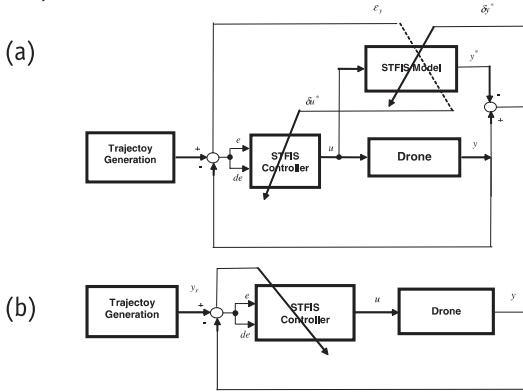 (a)
εy
δy*
STFIS Model
y*
-
+
δu*
Trajectoy
Generation
+
-
e
de
STFIS
Controller
u
Drone
y
(b)
Trajectoy
Generation
yr
+
-
e
de
STFIS
Controller
u
Drone
y